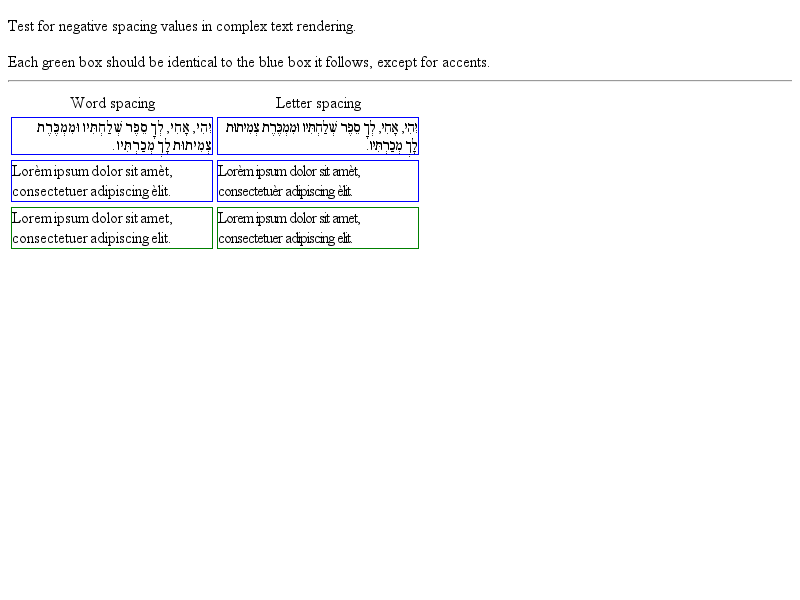 Test for negative spacing values in complex text rendering.
Each green box should be identical to the blue box it follows, except for accents.
Word spacing
Letter spacing
יְהִי, אָחִי, לְךָ סֵפֶר שְׁלַחְתִּיו וּמִמְכֶּרֶת
צְמִיתוּת לָךְ מְכַרְתִּיו.
יְהִי, אָחִי, לְךָ סֵפֶר שְׁלַחְתִּיו וּמִמְכֶּרֶת צְמִיתוּת
לָךְ מְכַרְתִּיו.
Lorèm ipsum dolor sit amèt,
consectetuer adipiscing èlit.
Lorèm ipsum dolor sit amèt,
consectetuèr adipiscing èlit.
Lorem ipsum dolor sit amet,
consectetuer adipiscing elit.
Lorem ipsum dolor sit amet,
consectetuer adipiscing elit.